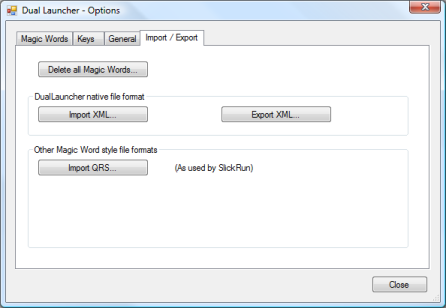 Dual Launcher - Options
Magic Words Keys General Import / Export
Delete all Magic Words...
DualLauncher native file format
Import XML... Export XML...
Other Magic Word style file formats
Import QRS... (As used by SlickRun)
Close